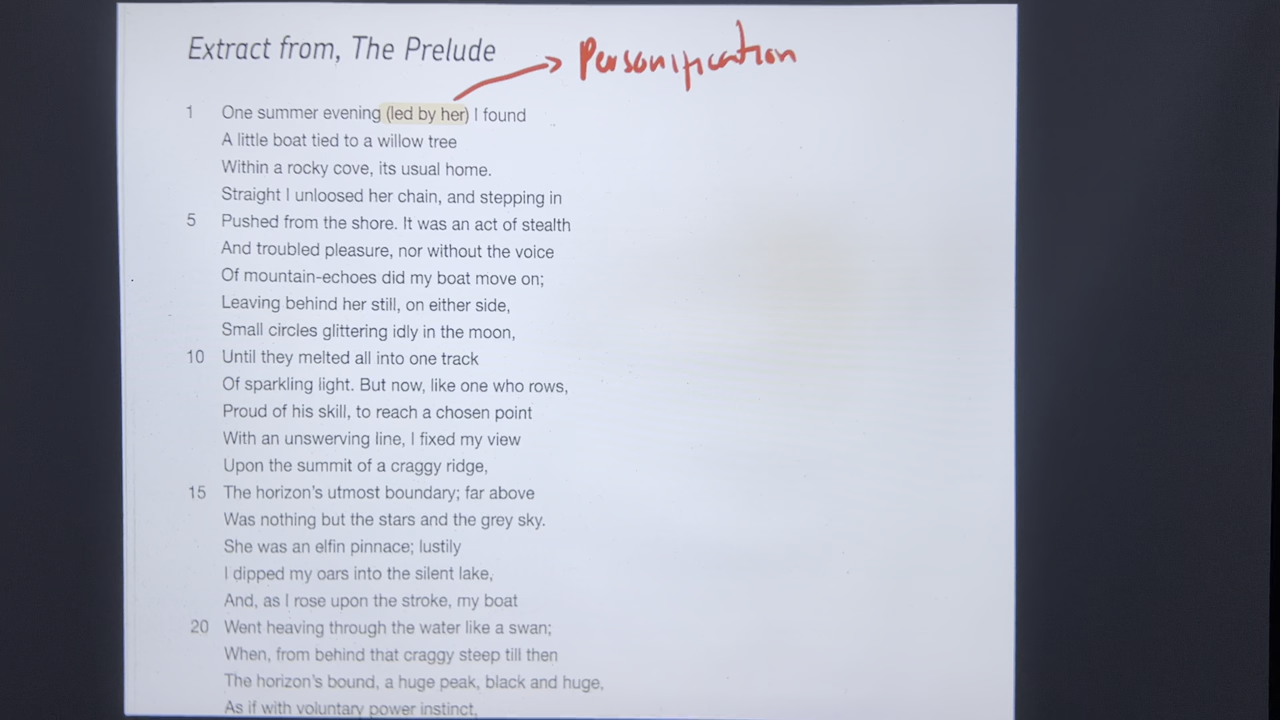 Extract from, The Prelude
Personification
1 One summer evening (led by her) I found
A little boat tied to a willow tree
Within a rocky cove, its usual home.
Straight I unloosed her chain, and stepping in
5 Pushed from the shore. It was an act of stealth
And troubled pleasure, nor without the voice
Of mountain-echoes did my boat move on;
Leaving behind her still, on either side,
Small circles glittering idly in the moon,
10 Until they melted all into one track
Of sparkling light. But now, like one who rows,
Proud of his skill, to reach a chosen point
With an unswerving line, I fixed my view
Upon the summit of a craggy ridge,
15 The horizon's utmost boundary; far above
Was nothing but the stars and the grey sky.
She was an elfin pinnace; lustily
I dipped my oars into the silent lake,
And, as I rose upon the stroke, my boat
20 Went heaving through the water like a swan;
When, from behind that craggy steep till then
The horizon's bound, a huge peak, black and huge,
As if with voluntary power instinct,